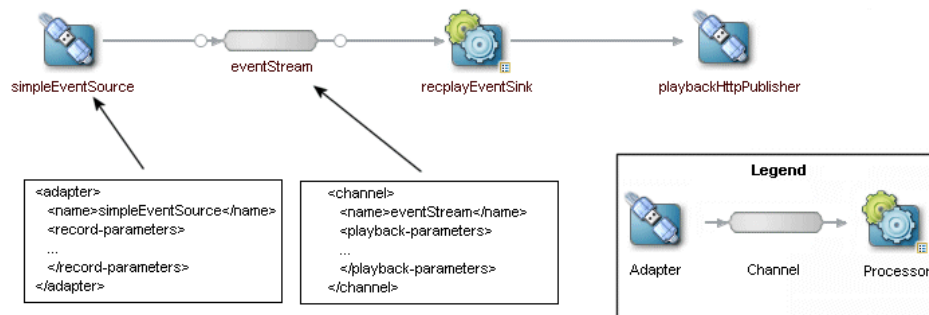 simpleEventSource
eventStream
recplayEventSink
playbackHttpPublisher
<adapter>
<name>simpleEventSource</name>
<record-parameters>
...
</record-parameters>
</adapter>
<channel>
<name>eventStream</name>
<playback-parameters>
...
</playback-parameters>
</channel>
Legend
Adapter
Channel
Processor